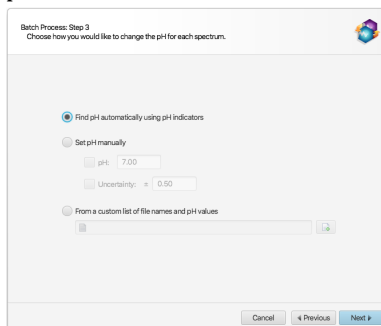 Batch Process: Step 3
Choose how you would like to change the pH for each spectrum.
Find pH automatically using pH indicators
Set pH manually
pH: 7.00
Uncertainty: ± 0.50
From a custom list of file names and pH values
Cancel Previous Next